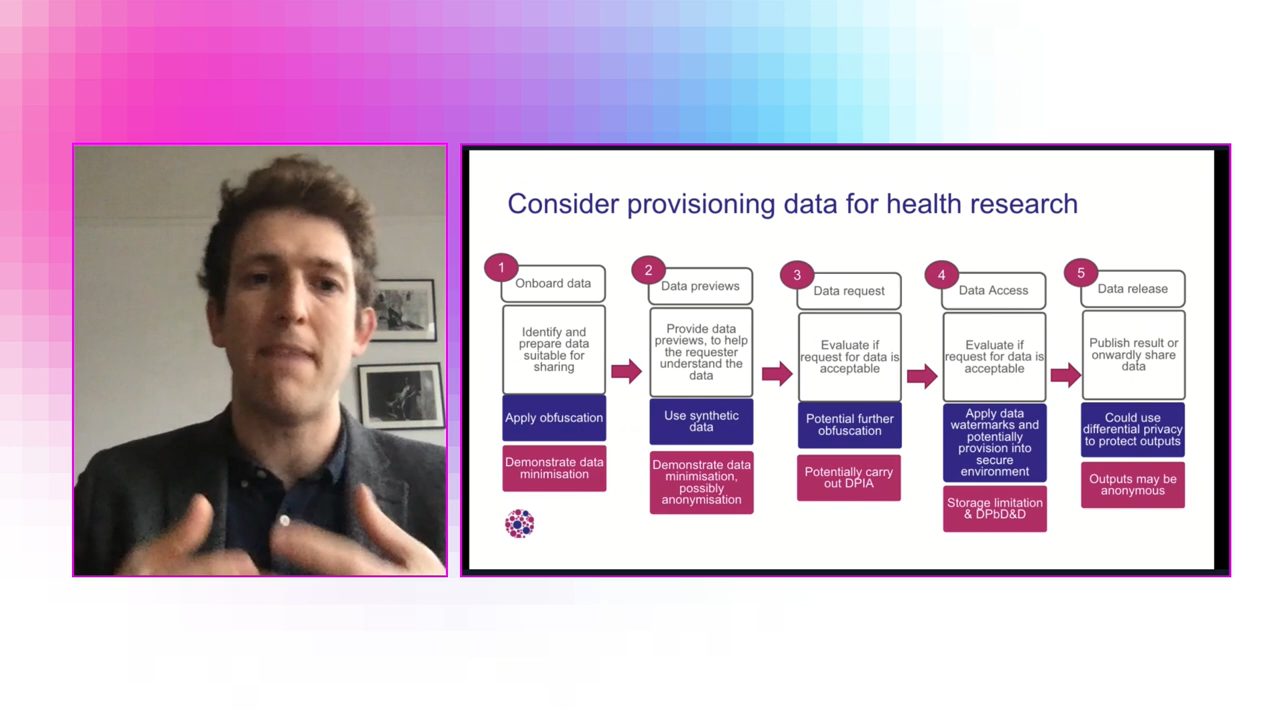 Consider provisioning data for health research
1
Onboard data
Identify and
prepare data
suitable for
sharing
Apply obfuscation
Demonstrate data
minimisation
2
Data previews
Provide data
previews, to help
the requester
understand the
data
Use synthetic
data
Demonstrate data
minimisation,
possibly
anonymisation
3
Data request
Evaluate if
request for data is
acceptable
Potential further
obfuscation
Potentially carry
out DPIA
4
Data Access
Evaluate if
request for data is
acceptable
Apply data
watermarks and
potentially
provision into
secure
environment
Storage limitation
& DPbD&D
5
Data release
Publish result or
onwardly share
data
Could use
differential privacy
to protect outputs
Outputs may be
anonymous